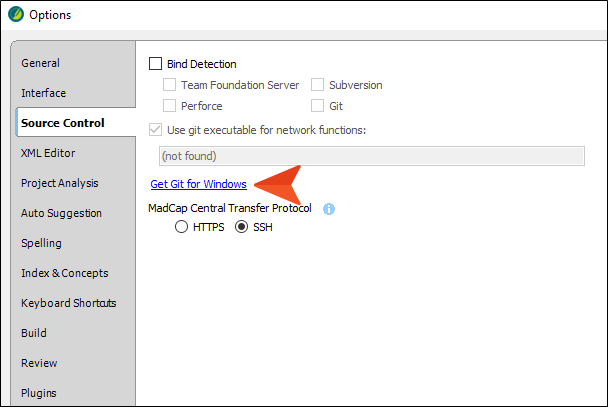 Options
General
Interface
Source Control
XML Editor
Project Analysis
Auto Suggestion
Spelling
Index & Concepts
Keyboard Shortcuts
Build
Review
Plugins
Bind Detection
Team Foundation Server Subversion
Perforce Git
Use git executable for network functions:
(not found)
Get Git for Windows
MadCap Central Transfer Protocol i
HTTPS SSH